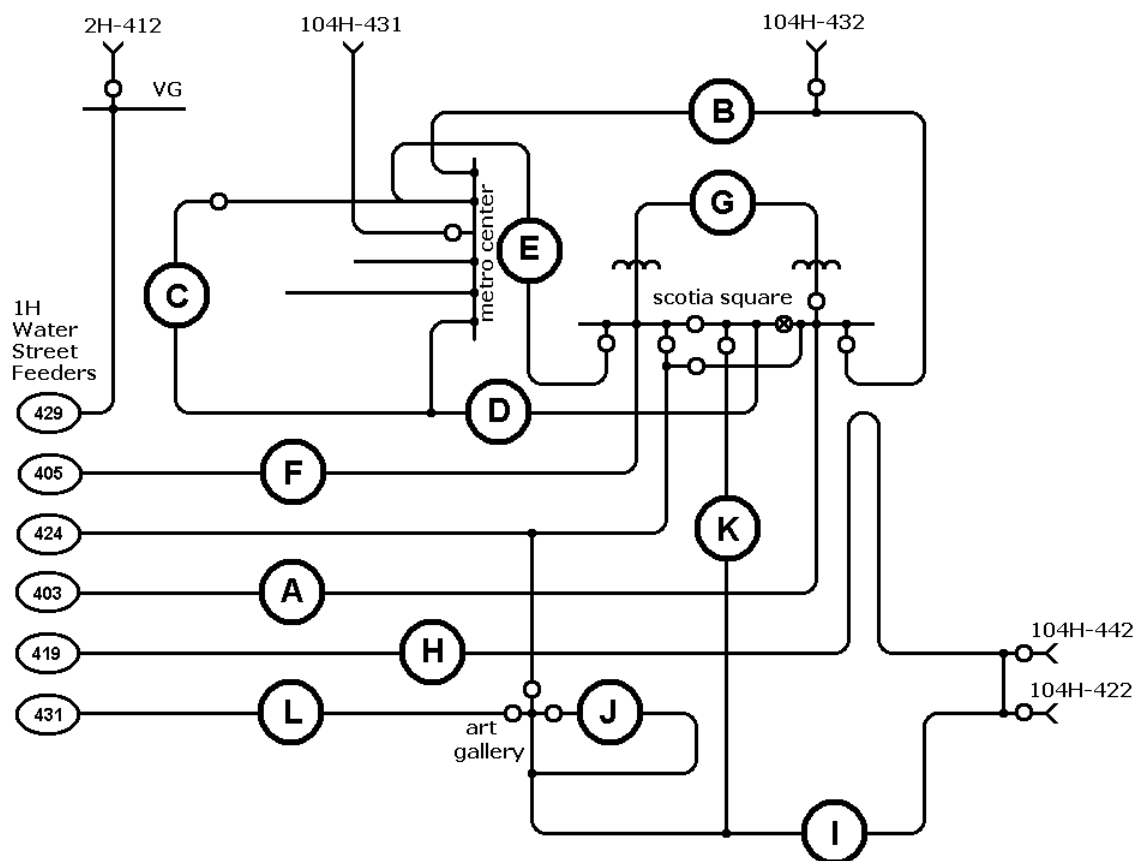 2H-412
104H-431
104H-432
VG
B
G
metro center
E
C
scotia square
1H
Water
Street
Feeders
429
D
405
F
424
K
403
A
419
H
104H-442
431
L
J
104H-422
art
gallery
I